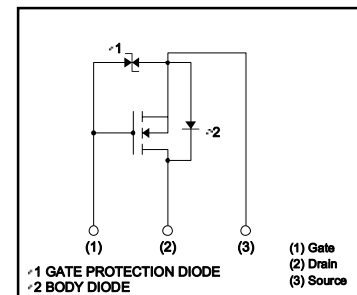 *1
*2
(1) (2) (3)
(1) Gate
(2) Drain
(3) Source
*1 GATE PROTECTION DIODE
*2 BODY DIODE